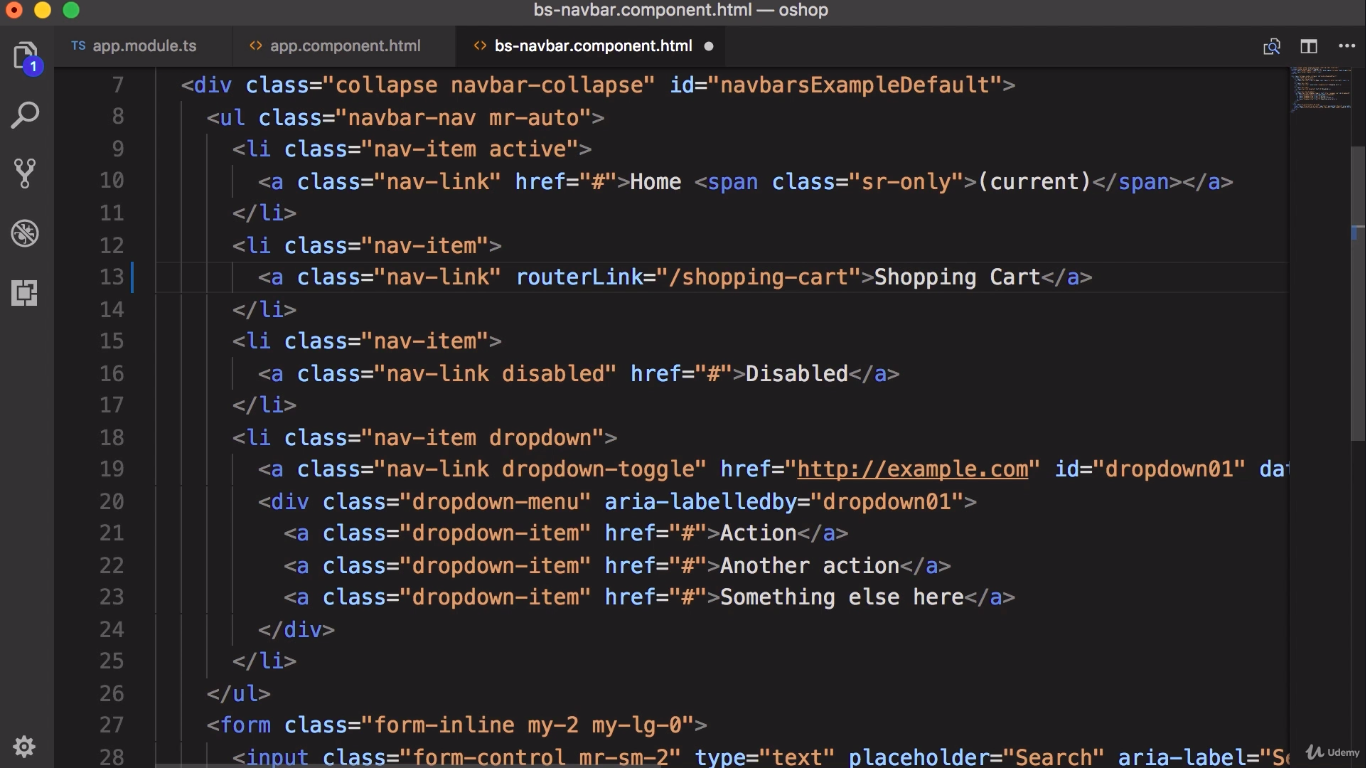 bs-navbar.component.html — oshop
TS app.module.ts <> app.component.html <> bs-navbar.component.html
1
7 <div class="collapse navbar-collapse" id="navbarsExampleDefault">
8 <ul class="navbar-nav mr-auto">
9 <li class="nav-item active">
10 <a class="nav-link" href="#">Home <span class="sr-only">(current)</span></a>
11 </li>
12 <li class="nav-item">
13 <a class="nav-link" routerLink="/shopping-cart">Shopping Cart</a>
14 </li>
15 <li class="nav-item">
16 <a class="nav-link disabled" href="#">Disabled</a>
17 </li>
18 <li class="nav-item dropdown">
19 <a class="nav-link dropdown-toggle" href="http://example.com" id="dropdown01" dat
20 <div class="dropdown-menu" aria-labelledby="dropdown01">
21 <a class="dropdown-item" href="#">Action</a>
22 <a class="dropdown-item" href="#">Another action</a>
23 <a class="dropdown-item" href="#">Something else here</a>
24 </div>
25 </li>
26 </ul>
27 <form class="form-inline my-2 my-lg-0">
28 <input class="form-control mr-sm-2" type="text" placeholder="Search" aria-label="Se
Udemy